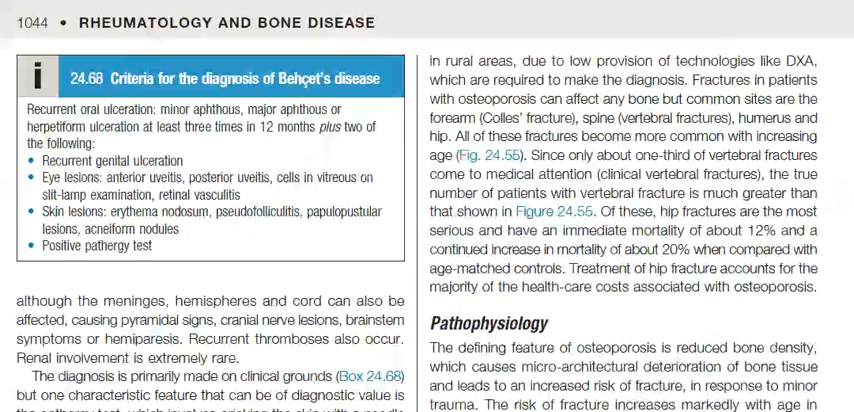 1044 • RHEUMATOLOGY AND BONE DISEASE
i 24.68 Criteria for the diagnosis of Behçet's disease
Recurrent oral ulceration: minor aphthous, major aphthous or
herpetiform ulceration at least three times in 12 months plus two of
the following:
• Recurrent genital ulceration
• Eye lesions: anterior uveitis, posterior uveitis, cells in vitreous on
slit-lamp examination, retinal vasculitis
• Skin lesions: erythema nodosum, pseudofolliculitis, papulopustular
lesions, acneiform nodules
• Positive pathergy test
although the meninges, hemispheres and cord can also be
affected, causing pyramidal signs, cranial nerve lesions, brainstem
symptoms or hemiparesis. Recurrent thromboses also occur.
Renal involvement is extremely rare.
The diagnosis is primarily made on clinical grounds (Box 24.68)
but one characteristic feature that can be of diagnostic value is
the pathergy test, which involves pricking the skin with a needle
in rural areas, due to low provision of technologies like DXA,
which are required to make the diagnosis. Fractures in patients
with osteoporosis can affect any bone but common sites are the
forearm (Colles' fracture), spine (vertebral fractures), humerus and
hip. All of these fractures become more common with increasing
age (Fig. 24.55). Since only about one-third of vertebral fractures
come to medical attention (clinical vertebral fractures), the true
number of patients with vertebral fracture is much greater than
that shown in Figure 24.55. Of these, hip fractures are the most
serious and have an immediate mortality of about 12% and a
continued increase in mortality of about 20% when compared with
age-matched controls. Treatment of hip fracture accounts for the
majority of the health-care costs associated with osteoporosis.
Pathophysiology
The defining feature of osteoporosis is reduced bone density,
which causes micro-architectural deterioration of bone tissue
and leads to an increased risk of fracture, in response to minor
trauma. The risk of fracture increases markedly with age in